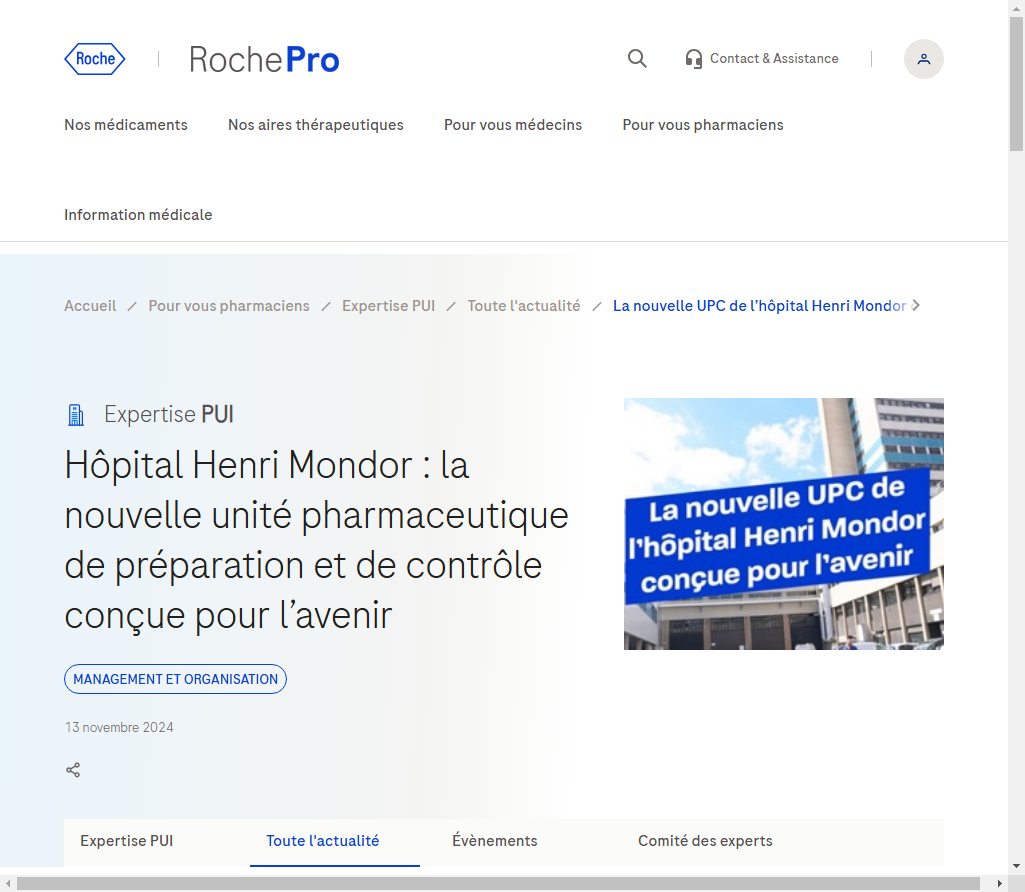 Roche
RochePro
Contact & Assistance
Nos médicaments
Nos aires thérapeutiques
Pour vous médecins
Pour vous pharmaciens
Information médicale
Accueil / Pour vous pharmaciens / Expertise PUI / Toute l'actualité / La nouvelle UPC de l’hôpital Henri Mondor
Expertise PUI
Hôpital Henri Mondor : la
nouvelle unité pharmaceutique
de préparation et de contrôle
conçue pour l’avenir
La nouvelle UPC de
l’hôpital Henri Mondor
conçue pour l’avenir
MANAGEMENT ET ORGANISATION
13 novembre 2024
Expertise PUI
Toute l'actualité
Évènements
Comité des experts